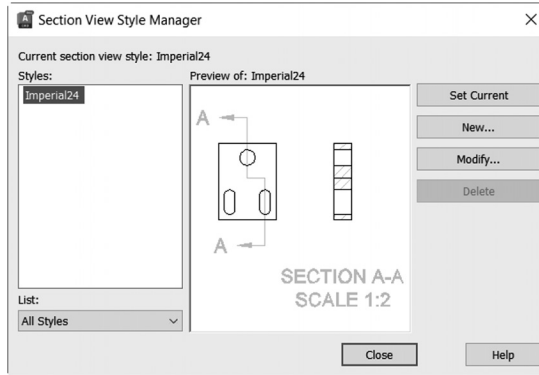 Section View Style Manager
Current section view style: Imperial24
Styles:
Imperial24
Preview of: Imperial24
A
A
SECTION A-A
SCALE 1:2
Set Current
New...
Modify...
Delete
List:
All Styles
Close
Help